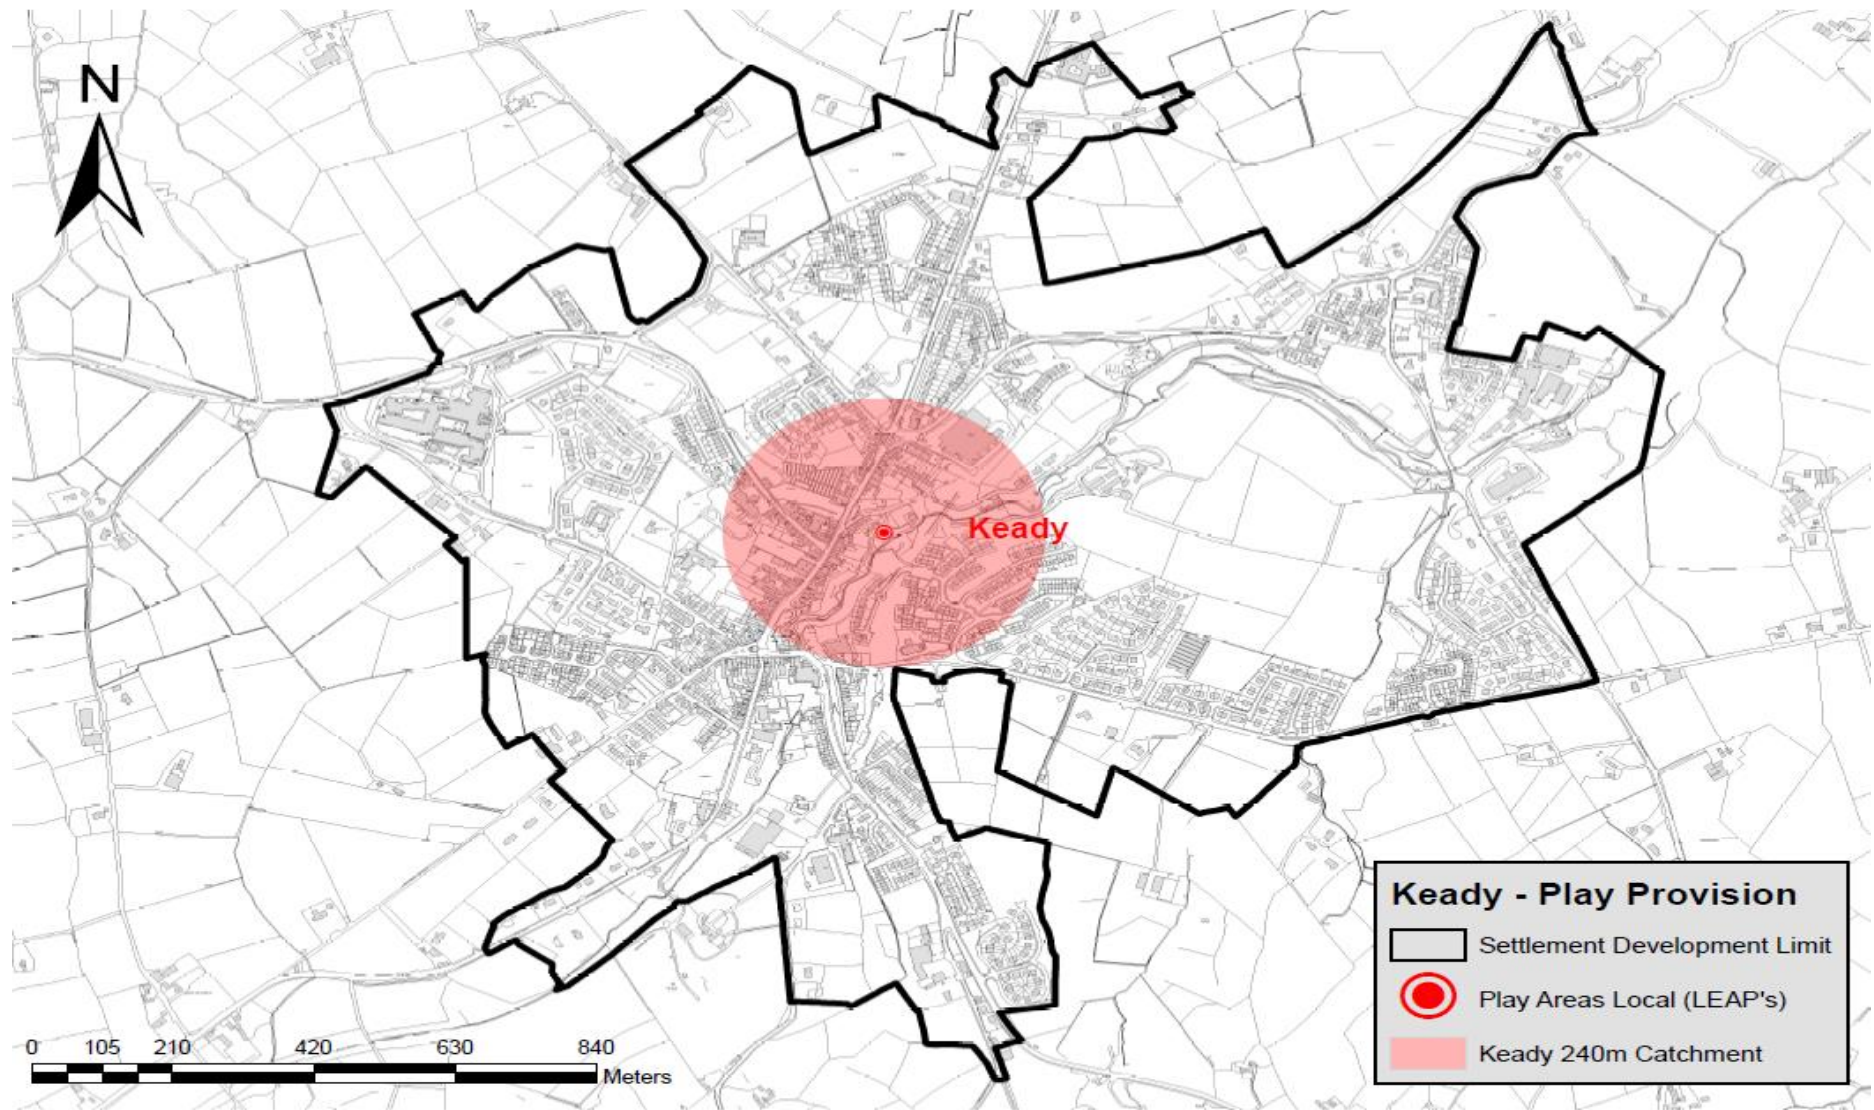 N
Keady
Keady - Play Provision
Settlement Development Limit
Play Areas Local (LEAP's)
Keady 240m Catchment
0 105 210 420 630 840
Meters